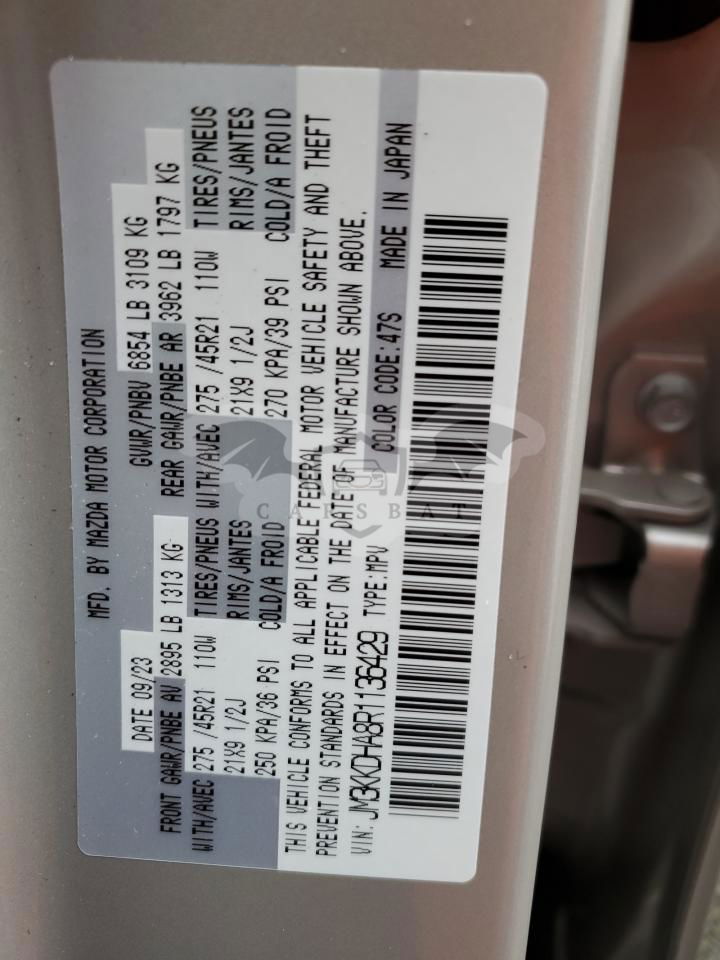 MFD. BY MAZDA MOTOR CORPORATION
DATE 09/23 GVWR/PNBV 6854 LB 3109 KG
FRONT GAWR/PNBE AV 2895 LB 1313 KG REAR GAWR/PNBE AR 3962 LB 1797 KG
WITH/AVEC 275 /45R21 110W TIRES/PNEUS WITH/AVEC 275 /45R21 110W TIRES/PNEUS
21X9 1/2J RIMS/JANTES 21X9 1/2J RIMS/JANTES
250 KPA/36 PSI COLD/A FROID 270 KPA/39 PSI COLD/A FROID
THIS VEHICLE CONFORMS TO ALL APPLICABLE FEDERAL MOTOR VEHICLE SAFETY AND THEFT
PREVENTION STANDARDS IN EFFECT ON THE DATE OF MANUFACTURE SHOWN ABOVE.
VIN: JM3KKDHA8R1136429 TYPE:MPV COLOR CODE:47S MADE IN JAPAN
CARSBAT